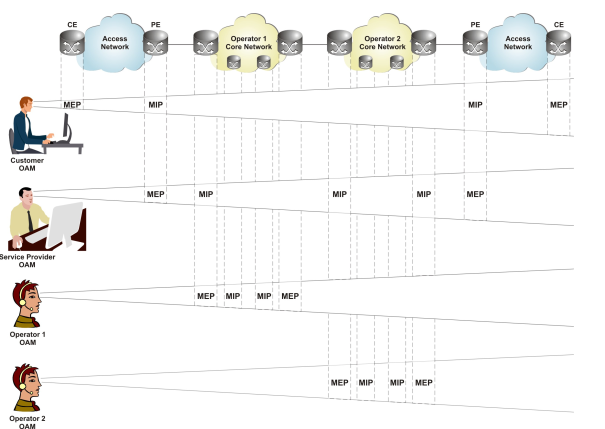 CE
PE
PE
CE
Access
Network
Operator 1
Core Network
Operator 2
Core Network
Access
Network
MEP MIP MIP MEP
Customer
OAM
MEP MIP MIP MIP MEP
Service Provider
OAM
MEP MIP MIP MEP
Operator 1
OAM
MEP MIP MIP MEP
Operator 2
OAM